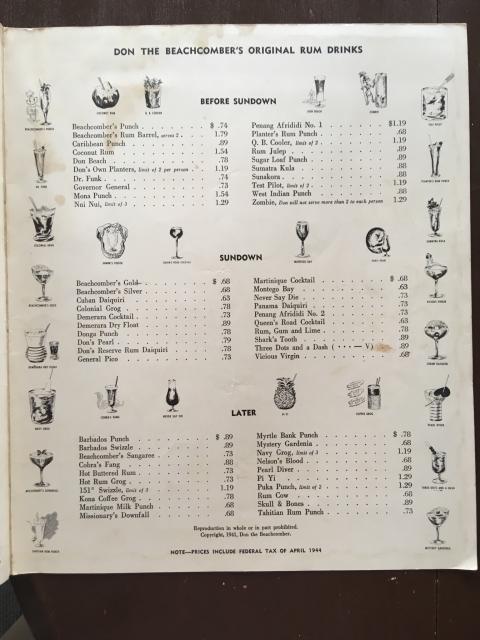 DON THE BEACHCOMBER'S ORIGINAL RUM DRINKS
BEFORE SUNDOWN
Beachcomber's Punch . . . . . . . $ .74
Beachcomber's Rum Barrel, serves 2 . 1.79
Caribbean Punch . . . . . . . .89
Coconut Rum . . . . . . . 1.54
Don Beach . . . . . . . .78
Don's Own Planters, limit of 2 per person . 1.19
Dr. Funk . . . . . . . .74
Governor General . . . . . . . .73
Mona Punch . . . . . . . 1.54
Nui Nui, limit of 3 . . . . . . . 1.29
Penang Afrididi No. 1 . . . . . . . $1.19
Planter's Rum Punch . . . . . . . .68
Q. B. Cooler, limit of 2 . . . . . . . 1.19
Rum Julep . . . . . . . .89
Sugar Loaf Punch . . . . . . . .89
Sumatra Kula . . . . . . . .88
Sunakora . . . . . . . .88
Test Pilot, limit of 2 . . . . . . . 1.19
West Indian Punch . . . . . . . .88
Zombie, Don will not serve more than 2 to each person 1.29
SUNDOWN
Beachcomber's Gold . . . . . . . $ .68
Beachcomber's Silver . . . . . . . .68
Cuban Daiquiri . . . . . . . .63
Colonial Grog . . . . . . . .78
Demerara Cocktail . . . . . . . .73
Demerara Dry Float . . . . . . . .89
Donga Punch . . . . . . . .78
Don's Pearl . . . . . . . .79
Don's Reserve Rum Daiquiri . . . . . . . .78
General Pico . . . . . . . .73
Martinique Cocktail . . . . . . . $ .68
Montego Bay . . . . . . . .63
Never Say Die . . . . . . . .73
Panama Daiquiri . . . . . . . .73
Penang Afrididi No. 2 . . . . . . . .73
Queen's Road Cocktail . . . . . . . .63
Rum, Gum and Lime . . . . . . . .78
Shark's Tooth . . . . . . . .89
Three Dots and a Dash ( · · · — V) . . .89
Vicious Virgin . . . . . . . .68
LATER
Barbados Punch . . . . . . . $ .89
Barbados Swizzle . . . . . . . .89
Beachcomber's Sangaree . . . . . . . .73
Cobra's Fang . . . . . . . .88
Hot Buttered Rum . . . . . . . .73
Hot Rum Grog . . . . . . . .73
151° Swizzle, limit of 3 . . . . . . . 1.19
Kona Coffee Grog . . . . . . . .78
Martinique Milk Punch . . . . . . . .68
Missionary's Downfall . . . . . . . .68
Myrtle Bank Punch . . . . . . . $ .78
Mystery Gardenia . . . . . . . .68
Navy Grog, limit of 3 . . . . . . . 1.19
Nelson's Blood . . . . . . . .68
Pearl Diver . . . . . . . .89
Pi Yi . . . . . . . 1.29
Puka Punch, limit of 2 . . . . . . . 1.29
Rum Cow . . . . . . . .68
Skull & Bones . . . . . . . .89
Tahitian Rum Punch . . . . . . . .73
Reproduction in whole or in part prohibited.
Copyright, 1941, Don the Beachcomber.
NOTE—PRICES INCLUDE FEDERAL TAX OF APRIL 1944